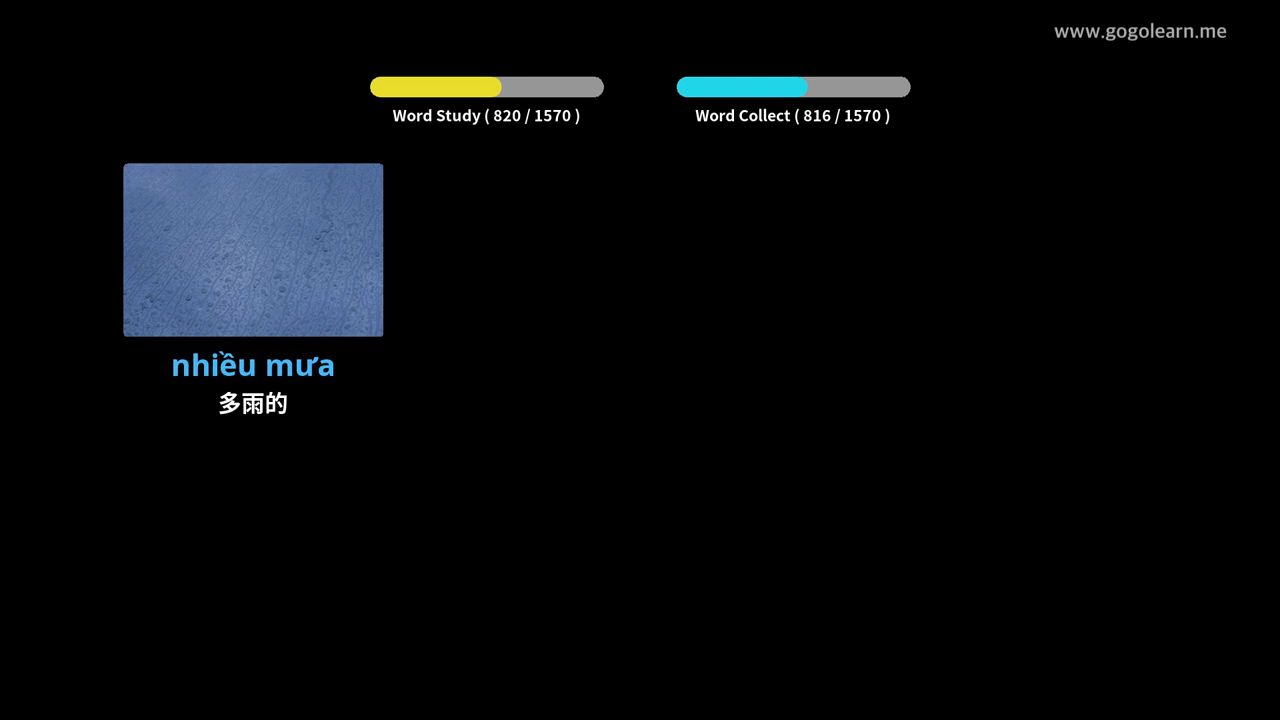 www.gogolearn.me
Word Study ( 820 / 1570 )
Word Collect ( 816 / 1570 )
nhiều mưa
多雨的